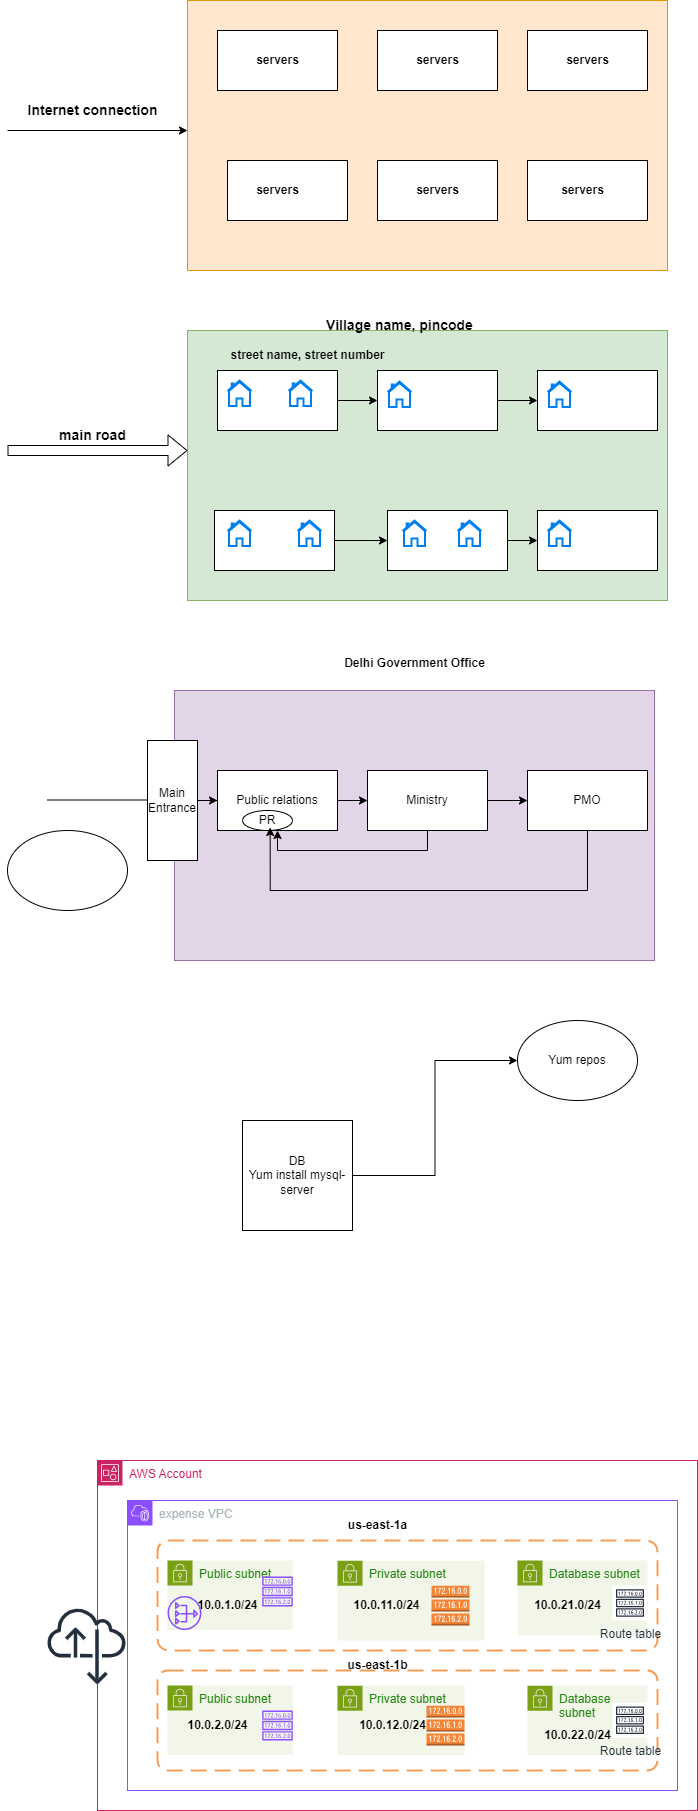 servers
servers
servers
Internet connection
servers
servers
servers
Village name, pincode
street name, street number
main road
Delhi Government Office
Main
Entrance
Public relations
PR
Ministry
PMO
Yum repos
DB
Yum install mysql-
server
AWS Account
expense VPC
us-east-1a
Public subnet
172.16.0.0
172.16.1.0
172.16.2.0
10.0.1.0/24
Private subnet
10.0.11.0/24
172.16.0.0
172.16.1.0
172.16.2.0
Database subnet
10.0.21.0/24
172.16.0.0
172.16.1.0
172.16.2.0
Route table
us-east-1b
Public subnet
10.0.2.0/24
172.16.0.0
172.16.1.0
172.16.2.0
Private subnet
10.0.12.0/24
172.16.0.0
172.16.1.0
172.16.2.0
Database
subnet
10.0.22.0/24
172.16.0.0
172.16.1.0
172.16.2.0
Route table